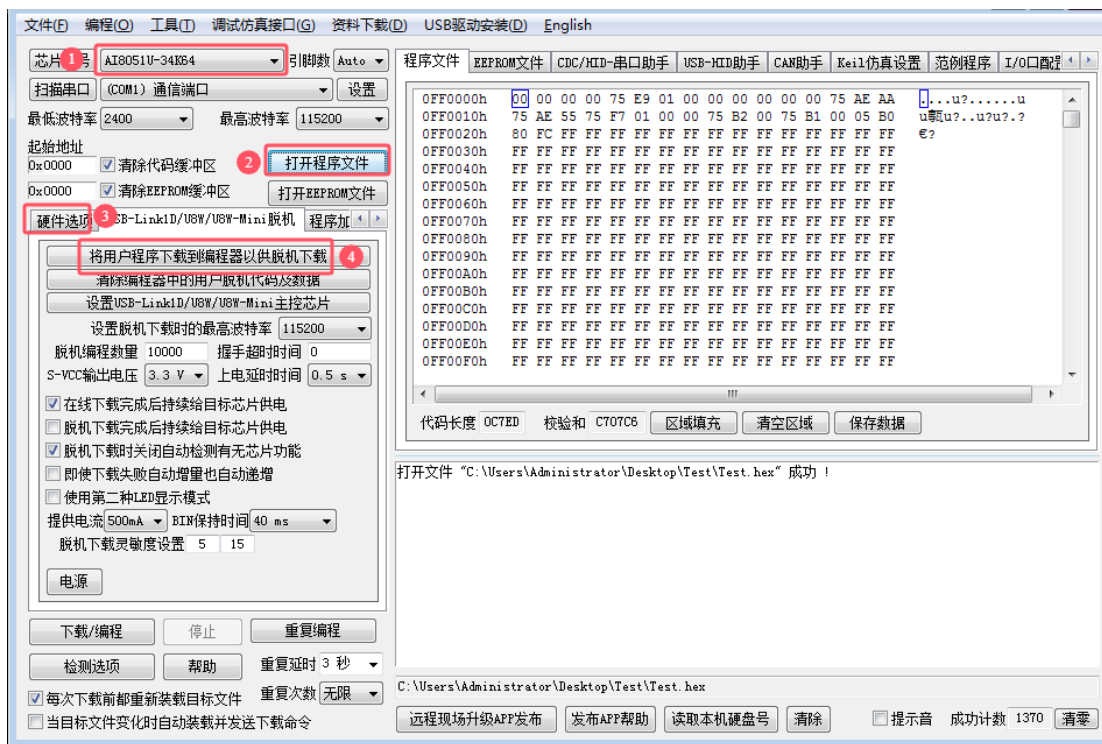 文件(F) 编程(O) 工具(T) 调试仿真接口(G) 资料下载(D) USB驱动安装(D) English
芯片 1 号 AI8051U-34K64 引脚数 Auto
扫描串口 (COM1) 通信端口 设置
最低波特率 2400 最高波特率 115200
起始地址
0x0000 清除代码缓冲区 2 打开程序文件
0x0000 清除EEPROM缓冲区 打开EEPROM文件
硬件选项 3 SB-Link1D/U8W/U8W-Mini脱机 程序加
将用户程序下载到编程器以供脱机下载 4
清除编程器中的用户脱机代码及数据
设置USB-Link1D/U8W/U8W-Mini主控芯片
设置脱机下载时的最高波特率 115200
脱机编程数量 10000 握手超时时间 0
S-VCC输出电压 3.3 V 上电延时时间 0.5 s
在线下载完成后持续给目标芯片供电
脱机下载完成后持续给目标芯片供电
脱机下载时关闭自动检测有无芯片功能
即使下载失败自动增量也自动递增
使用第二种LED显示模式
提供电流 500mA BIN保持时间 40 ms
脱机下载灵敏度设置 5 15
电源
下载/编程 停止 重复编程
检测选项 帮助 重复延时 3 秒
每次下载前都重新装载目标文件 重复次数 无限
当目标文件变化时自动装载并发送下载命令
程序文件 EEPROM文件 CDC/HID-串口助手 USB-HID助手 CAN助手 Keil仿真设置 范例程序 I/O口配置
0FF0000h 00 00 00 00 75 E9 01 00 00 00 00 00 00 75 AE AA ....u?......u
0FF0010h 75 AE 55 75 F7 01 00 00 75 B2 00 75 B1 00 05 B0 u甂u?..u?u?.?
0FF0020h 80 FC FF FF FF FF FF FF FF FF FF FF FF FF FF FF €?
0FF0030h FF FF FF FF FF FF FF FF FF FF FF FF FF FF FF FF
0FF0040h FF FF FF FF FF FF FF FF FF FF FF FF FF FF FF FF
0FF0050h FF FF FF FF FF FF FF FF FF FF FF FF FF FF FF FF
0FF0060h FF FF FF FF FF FF FF FF FF FF FF FF FF FF FF FF
0FF0070h FF FF FF FF FF FF FF FF FF FF FF FF FF FF FF FF
0FF0080h FF FF FF FF FF FF FF FF FF FF FF FF FF FF FF FF
0FF0090h FF FF FF FF FF FF FF FF FF FF FF FF FF FF FF FF
0FF00A0h FF FF FF FF FF FF FF FF FF FF FF FF FF FF FF FF
0FF00B0h FF FF FF FF FF FF FF FF FF FF FF FF FF FF FF FF
0FF00C0h FF FF FF FF FF FF FF FF FF FF FF FF FF FF FF FF
0FF00D0h FF FF FF FF FF FF FF FF FF FF FF FF FF FF FF FF
0FF00E0h FF FF FF FF FF FF FF FF FF FF FF FF FF FF FF FF
0FF00F0h FF FF FF FF FF FF FF FF FF FF FF FF FF FF FF FF
代码长度 0C7ED 校验和 C707C6 区域填充 清空区域 保存数据
打开文件 “C:\Users\Administrator\Desktop\Test\Test.hex” 成功 !
C:\Users\Administrator\Desktop\Test\Test.hex
远程现场升级APP发布 发布APP帮助 读取本机硬盘号 清除 提示音 成功计数 1370 清零